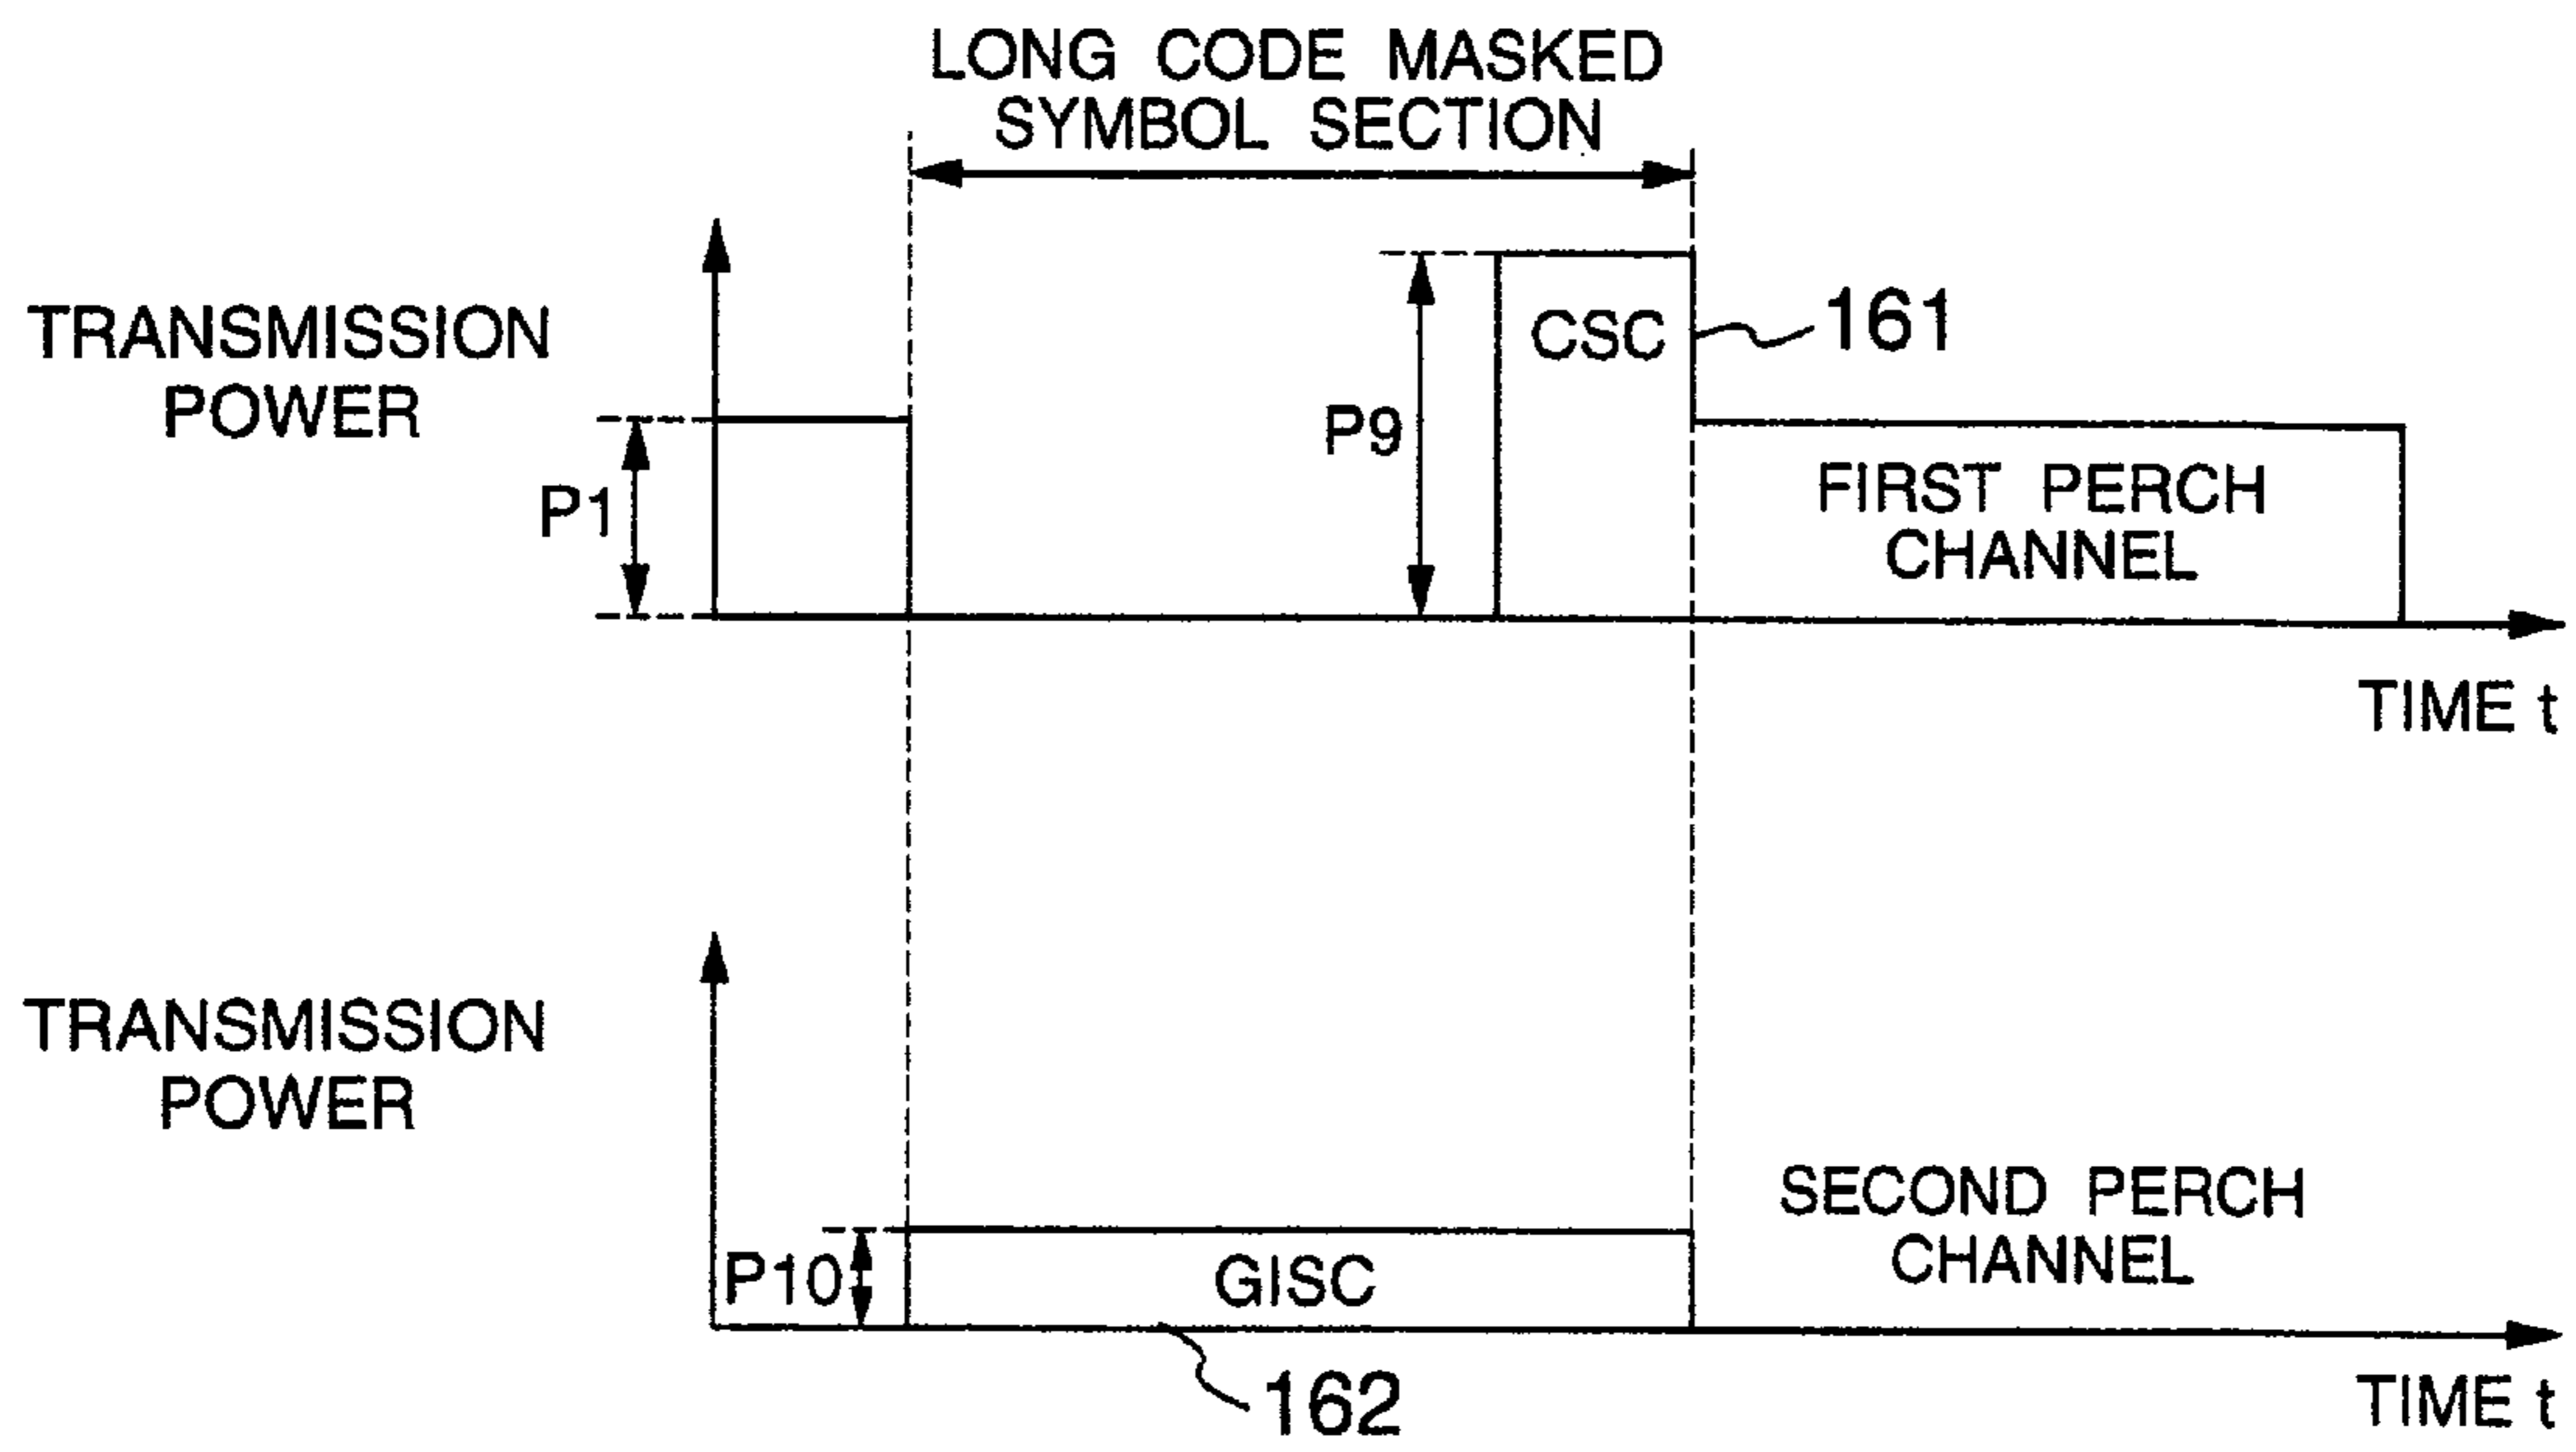 LONG CODE MASKED
SYMBOL SECTION
TRANSMISSION
POWER
P1
P9
CSC
161
FIRST PERCH
CHANNEL
TIME t
TRANSMISSION
POWER
P10
GISC
SECOND PERCH
CHANNEL
162
TIME t